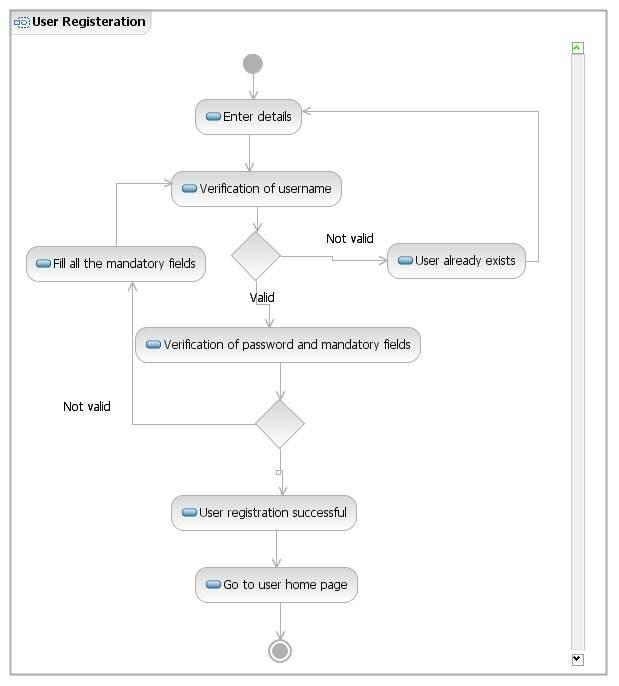 User Registeration
Enter details
Verification of username
Not valid
Fill all the mandatory fields
User already exists
Valid
Verification of password and mandatory fields
Not valid
User registration successful
Go to user home page